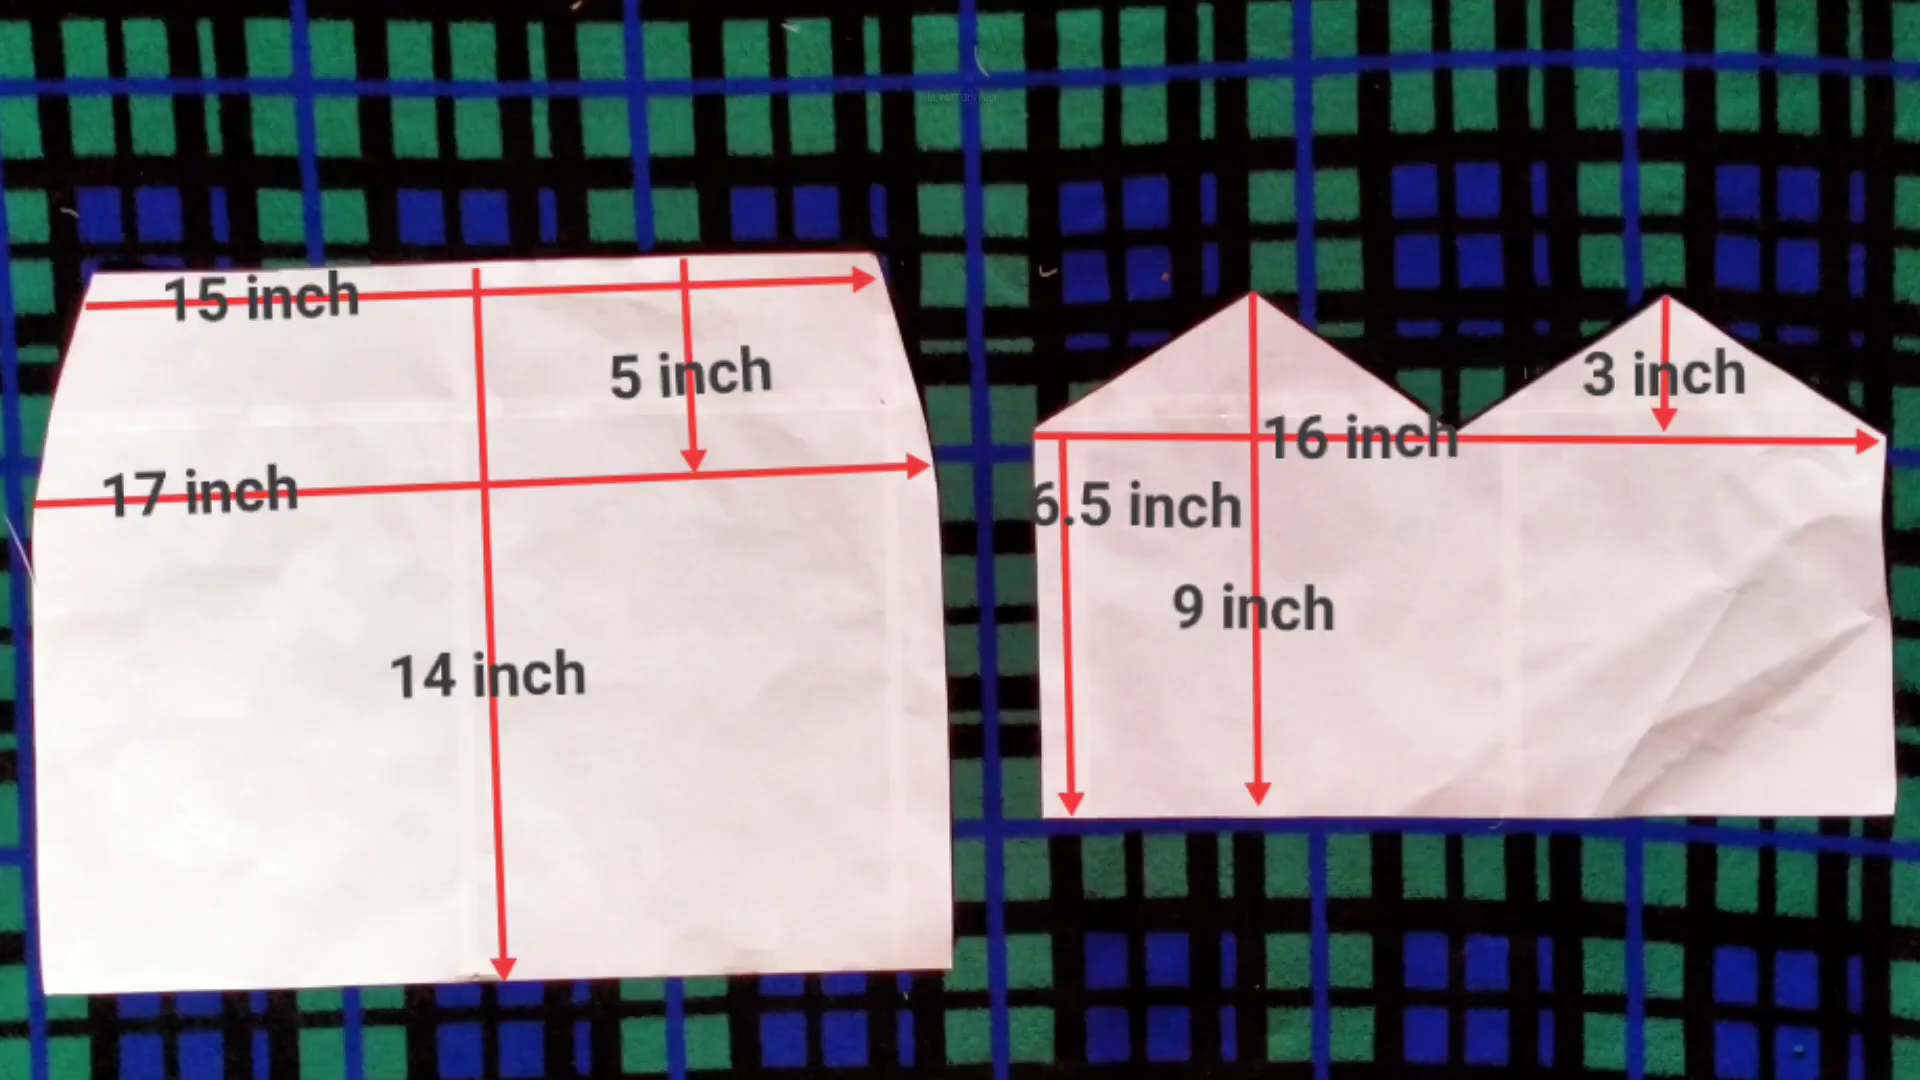 15 inch
5 inch
17 inch
14 inch
3 inch
16 inch
6.5 inch
9 inch